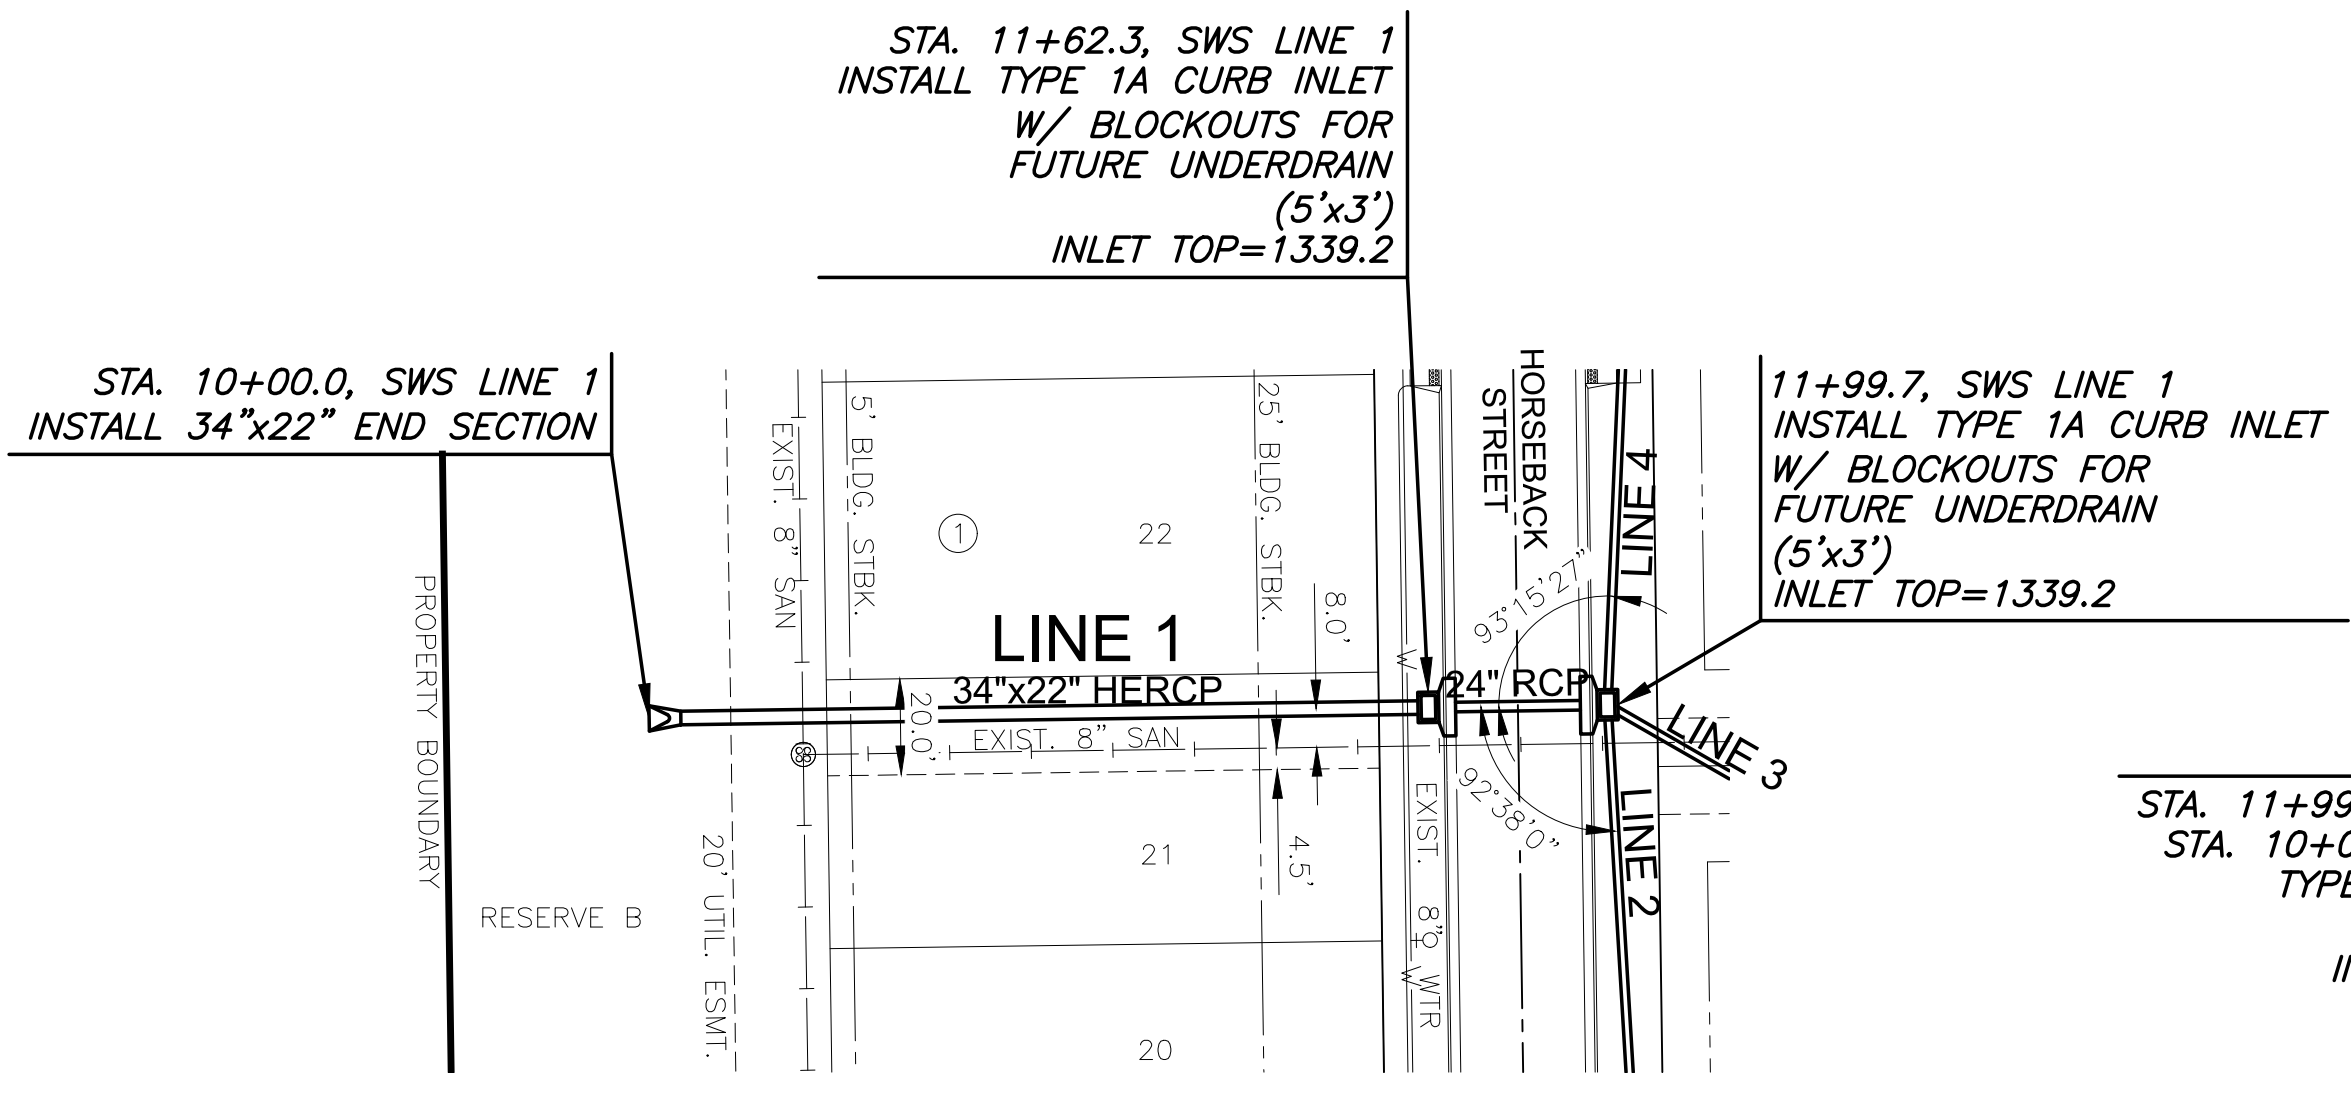 STA. 11+62.3, SWS LINE 1
INSTALL TYPE 1A CURB INLET
W/ BLOCKOUTS FOR
FUTURE UNDERDRAIN
(5'x3')
INLET TOP=1339.2
STA. 10+00.0, SWS LINE 1
INSTALL 34"x22" END SECTION
11+99.7, SWS LINE 1
INSTALL TYPE 1A CURB INLET
W/ BLOCKOUTS FOR
FUTURE UNDERDRAIN
(5'x3')
INLET TOP=1339.2
HORSEBACK
STREET
EXIST. 8" SAN
5' BLDG. STBK.
25' BLDG. STBK.
1
22
LINE 4
93°15'27"
8.0'
PROPERTY BOUNDARY
LINE 1
34"x22" HERCP
24" RCP
W
20.0'
EXIST. 8" SAN
LINE 3
92°38'0"
LINE 2
20' UTIL. ESMT.
21
4.5'
EXIST. 8" WTR
W
RESERVE B
20
STA. 11+99
STA. 10+0
TYPE